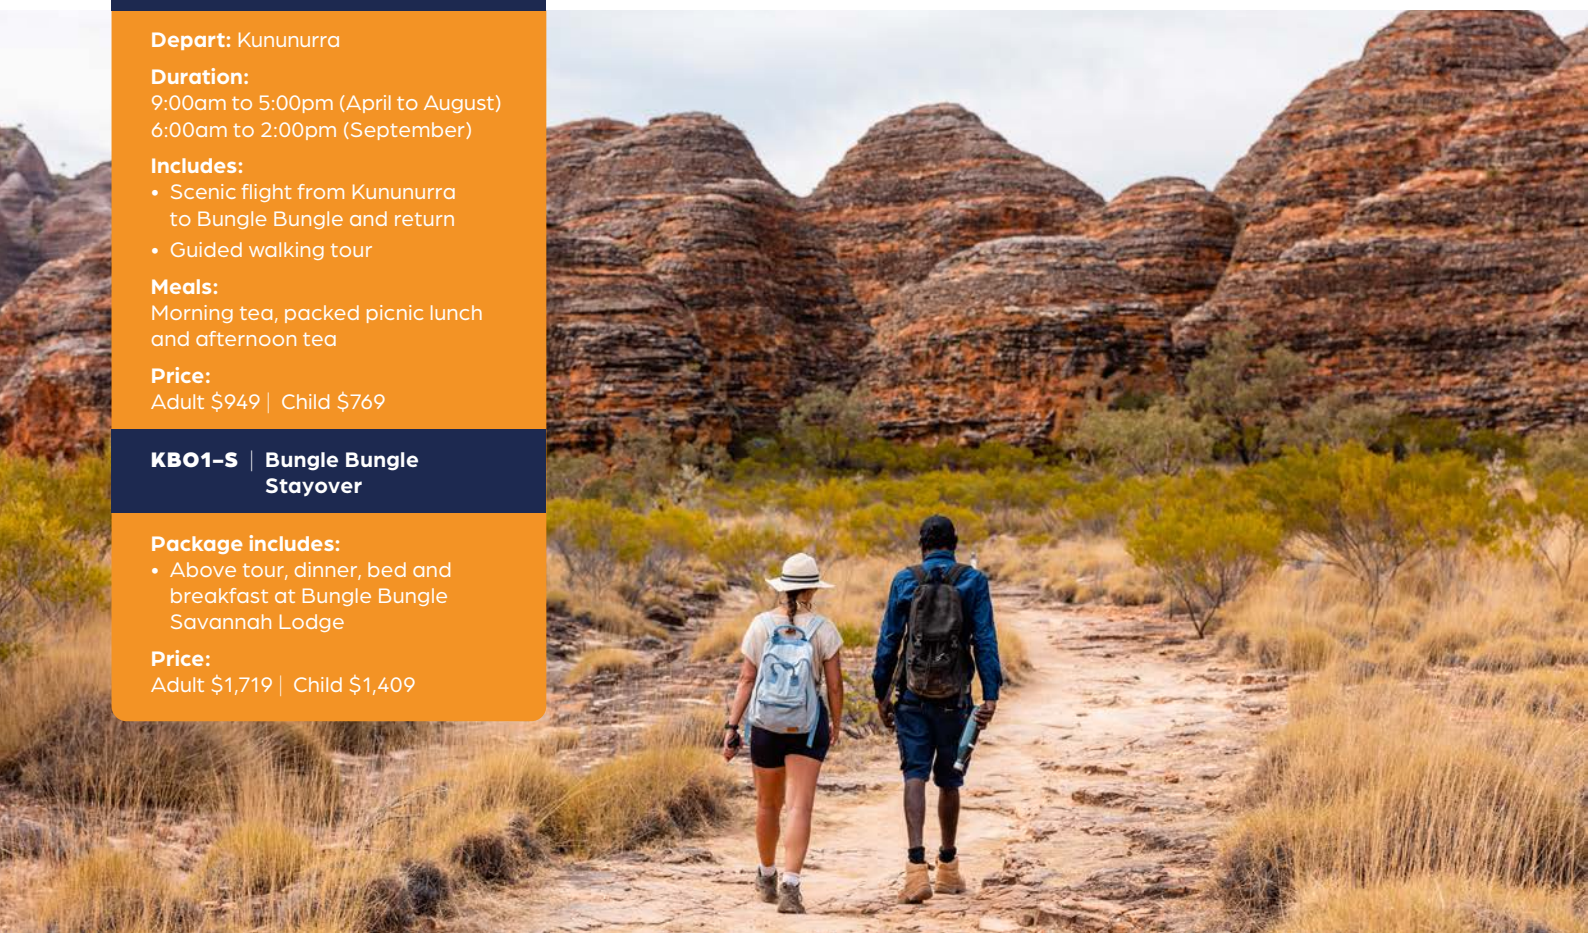 Depart: Kununurra
Duration:
9:00am to 5:00pm (April to August)
6:00am to 2:00pm (September)
Includes:
• Scenic flight from Kununurra
to Bungle Bungle and return
• Guided walking tour
Meals:
Morning tea, packed picnic lunch
and afternoon tea
Price:
Adult $949 | Child $769
KBO1–S | Bungle Bungle
Stayover
Package includes:
• Above tour, dinner, bed and
breakfast at Bungle Bungle
Savannah Lodge
Price:
Adult $1,719 | Child $1,409